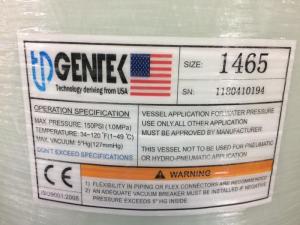 GENTEK
Technology deriving from USA
SIZE: 1465
SN: 1180410194
OPERATION SPECIFICATION
MAX. PRESSURE: 150PSI (1.0MPa)
TEMPERATURE: 34~120°F(1~49°C)
MAX. VACUUM: 5"Hg(127mmHg)
DON'T EXCEED SPECIFICATIONS
VESSEL APPLICATION FOR WATER PRESSURE
USE ONLY. ALL OTHER APPLICATION
MUST BE APPROVED BY MANUFACTURER.
THIS VESSEL NOT TO BE USED IN PNEUMATIC
OR HYDRO-PNEUMATIC APPLICATION
CE
ISO9001:2008
WARNING
1) FLEXIBILITY IN PIPING OR FLEX CONNECTORS ARE RECOMMENDED
2) AN ADEQUATE VACUUM BREAKER MUST BE INSTALLED IF NEGATIVE
PRESSURE EXCEEDS 5"HG INSIDE